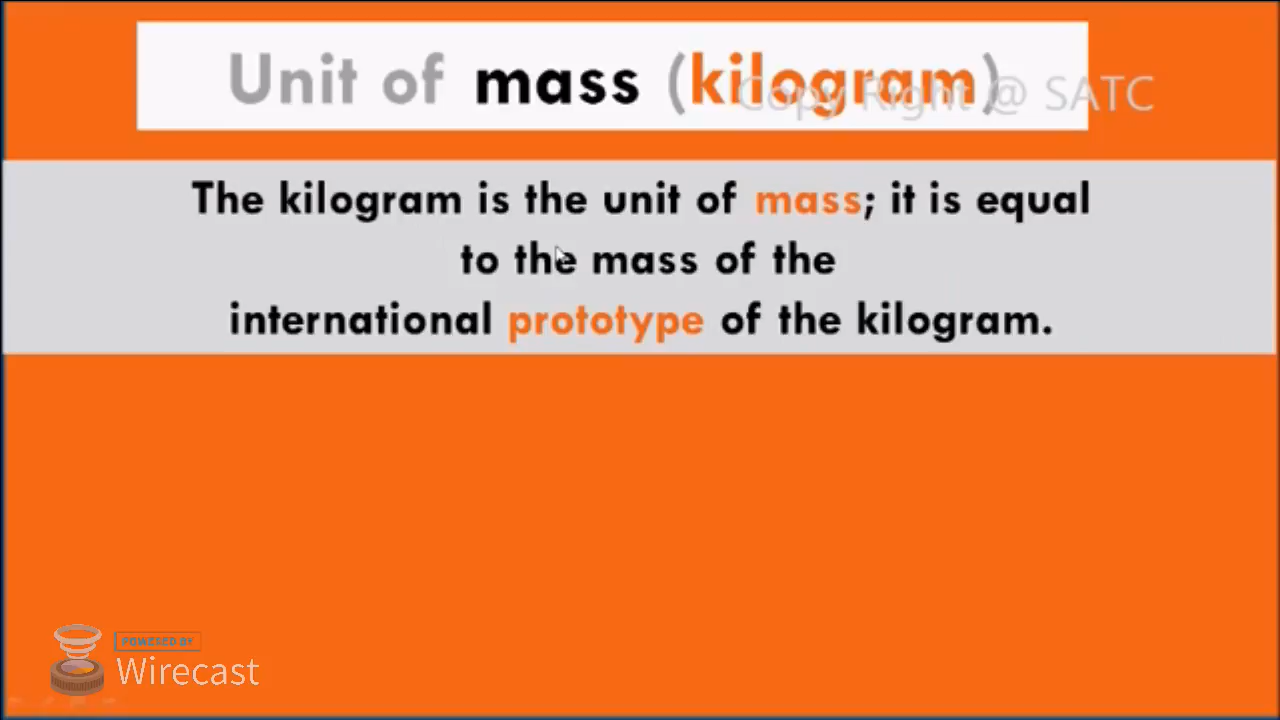 Unit of mass (kilogram)
Copy Right @ SATC
The kilogram is the unit of mass; it is equal
to the mass of the
international prototype of the kilogram.
POWERED BY
Wirecast